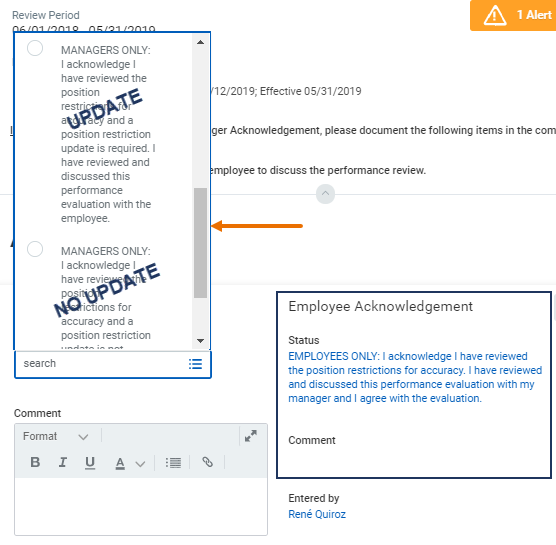 Review Period
06/01/2018 - 05/31/2019
1 Alert
MANAGERS ONLY:
I acknowledge I
have reviewed the
position
restrictions for
accuracy and a
position restriction
update is required. I
have reviewed and
discussed this
performance
evaluation with the
employee.
UPDATE
/12/2019; Effective 05/31/2019
ger Acknowledgement, please document the following items in the com
employee to discuss the performance review.
MANAGERS ONLY:
I acknowledge I
have reviewed the
position
restrictions for
accuracy and a
position restriction
update is not
NO UPDATE
search
Comment
Format
B I U A
Employee Acknowledgement
Status
EMPLOYEES ONLY: I acknowledge I have reviewed
the position restrictions for accuracy. I have reviewed
and discussed this performance evaluation with my
manager and I agree with the evaluation.
Comment
Entered by
René Quiroz